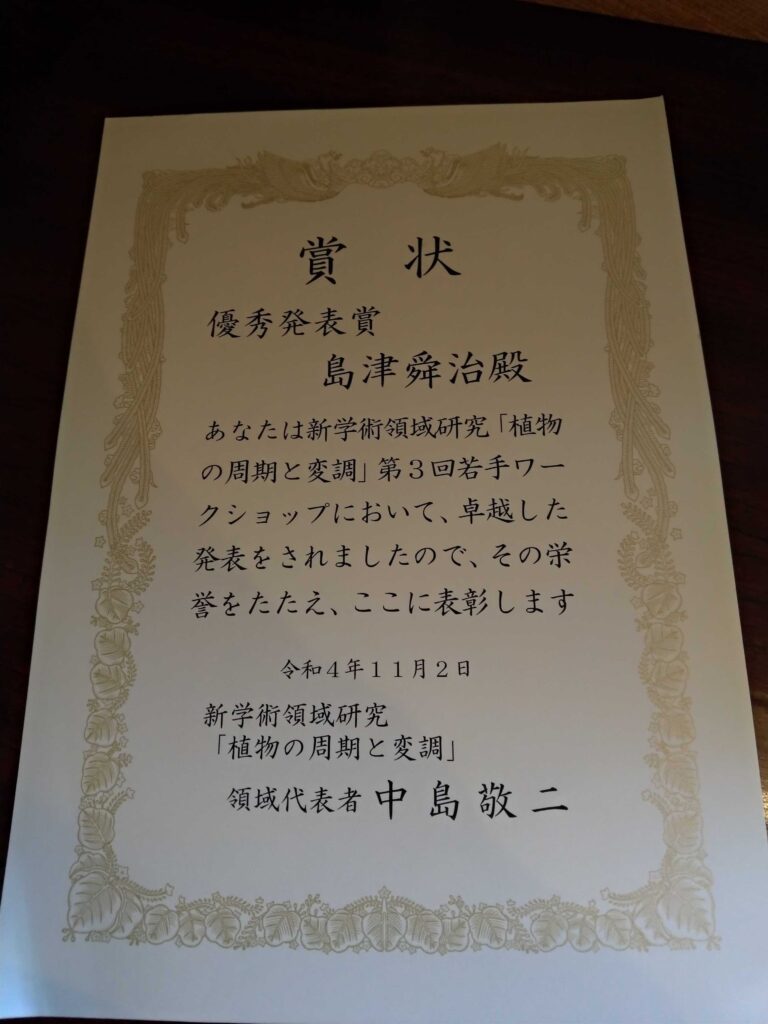 賞状
優秀発表賞
島津舜治殿
あなたは新学術領域研究「植物
の周期と変調」第3回若手ワー
クショップにおいて、卓越した
発表をされましたので、その栄
誉をたたえ、ここに表彰します
令和4年11月2日
新学術領域研究
「植物の周期と変調」
領域代表者 中島敬二